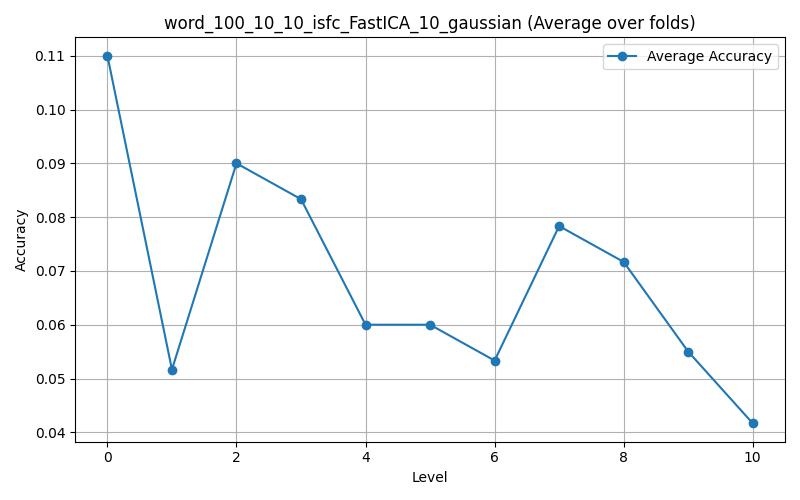 word_100_10_10_isfc_FastICA_10_gaussian (Average over folds)
Average Accuracy
0.11
0.10
0.09
0.08
0.07
0.06
0.05
0.04
Accuracy
0 2 4 6 8 10
Level